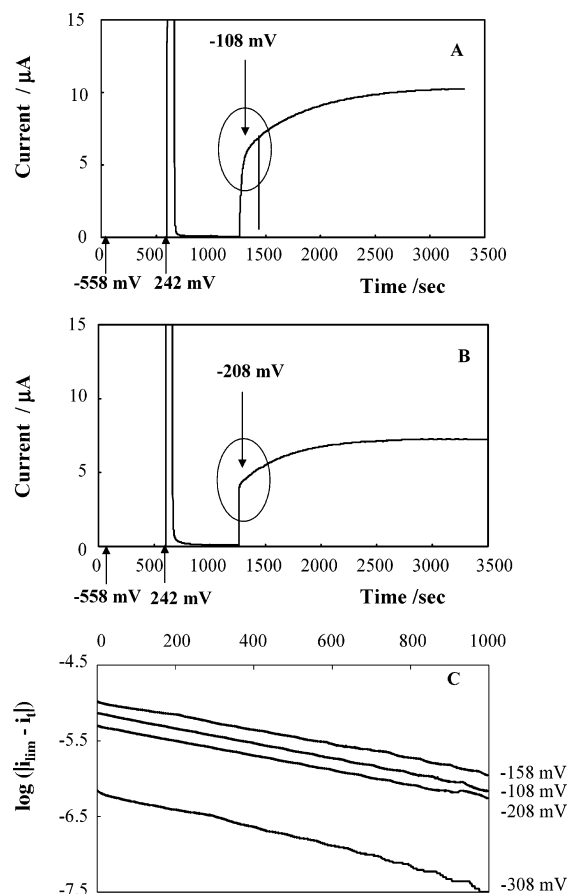 15
-108 mV
A
10
Current / µA
5
0
0 500 1000 1500 2000 2500 3000 3500
-558 mV 242 mV Time /sec
15
B
-208 mV
10
Current / µA
5
0
0 500 1000 1500 2000 2500 3000 3500
-558 mV 242 mV Time /sec
0 200 400 600 800 1000
-4.5
C
log (|i lim - i t|)
-5.5
-158 mV
-108 mV
-208 mV
-6.5
-308 mV
-7.5